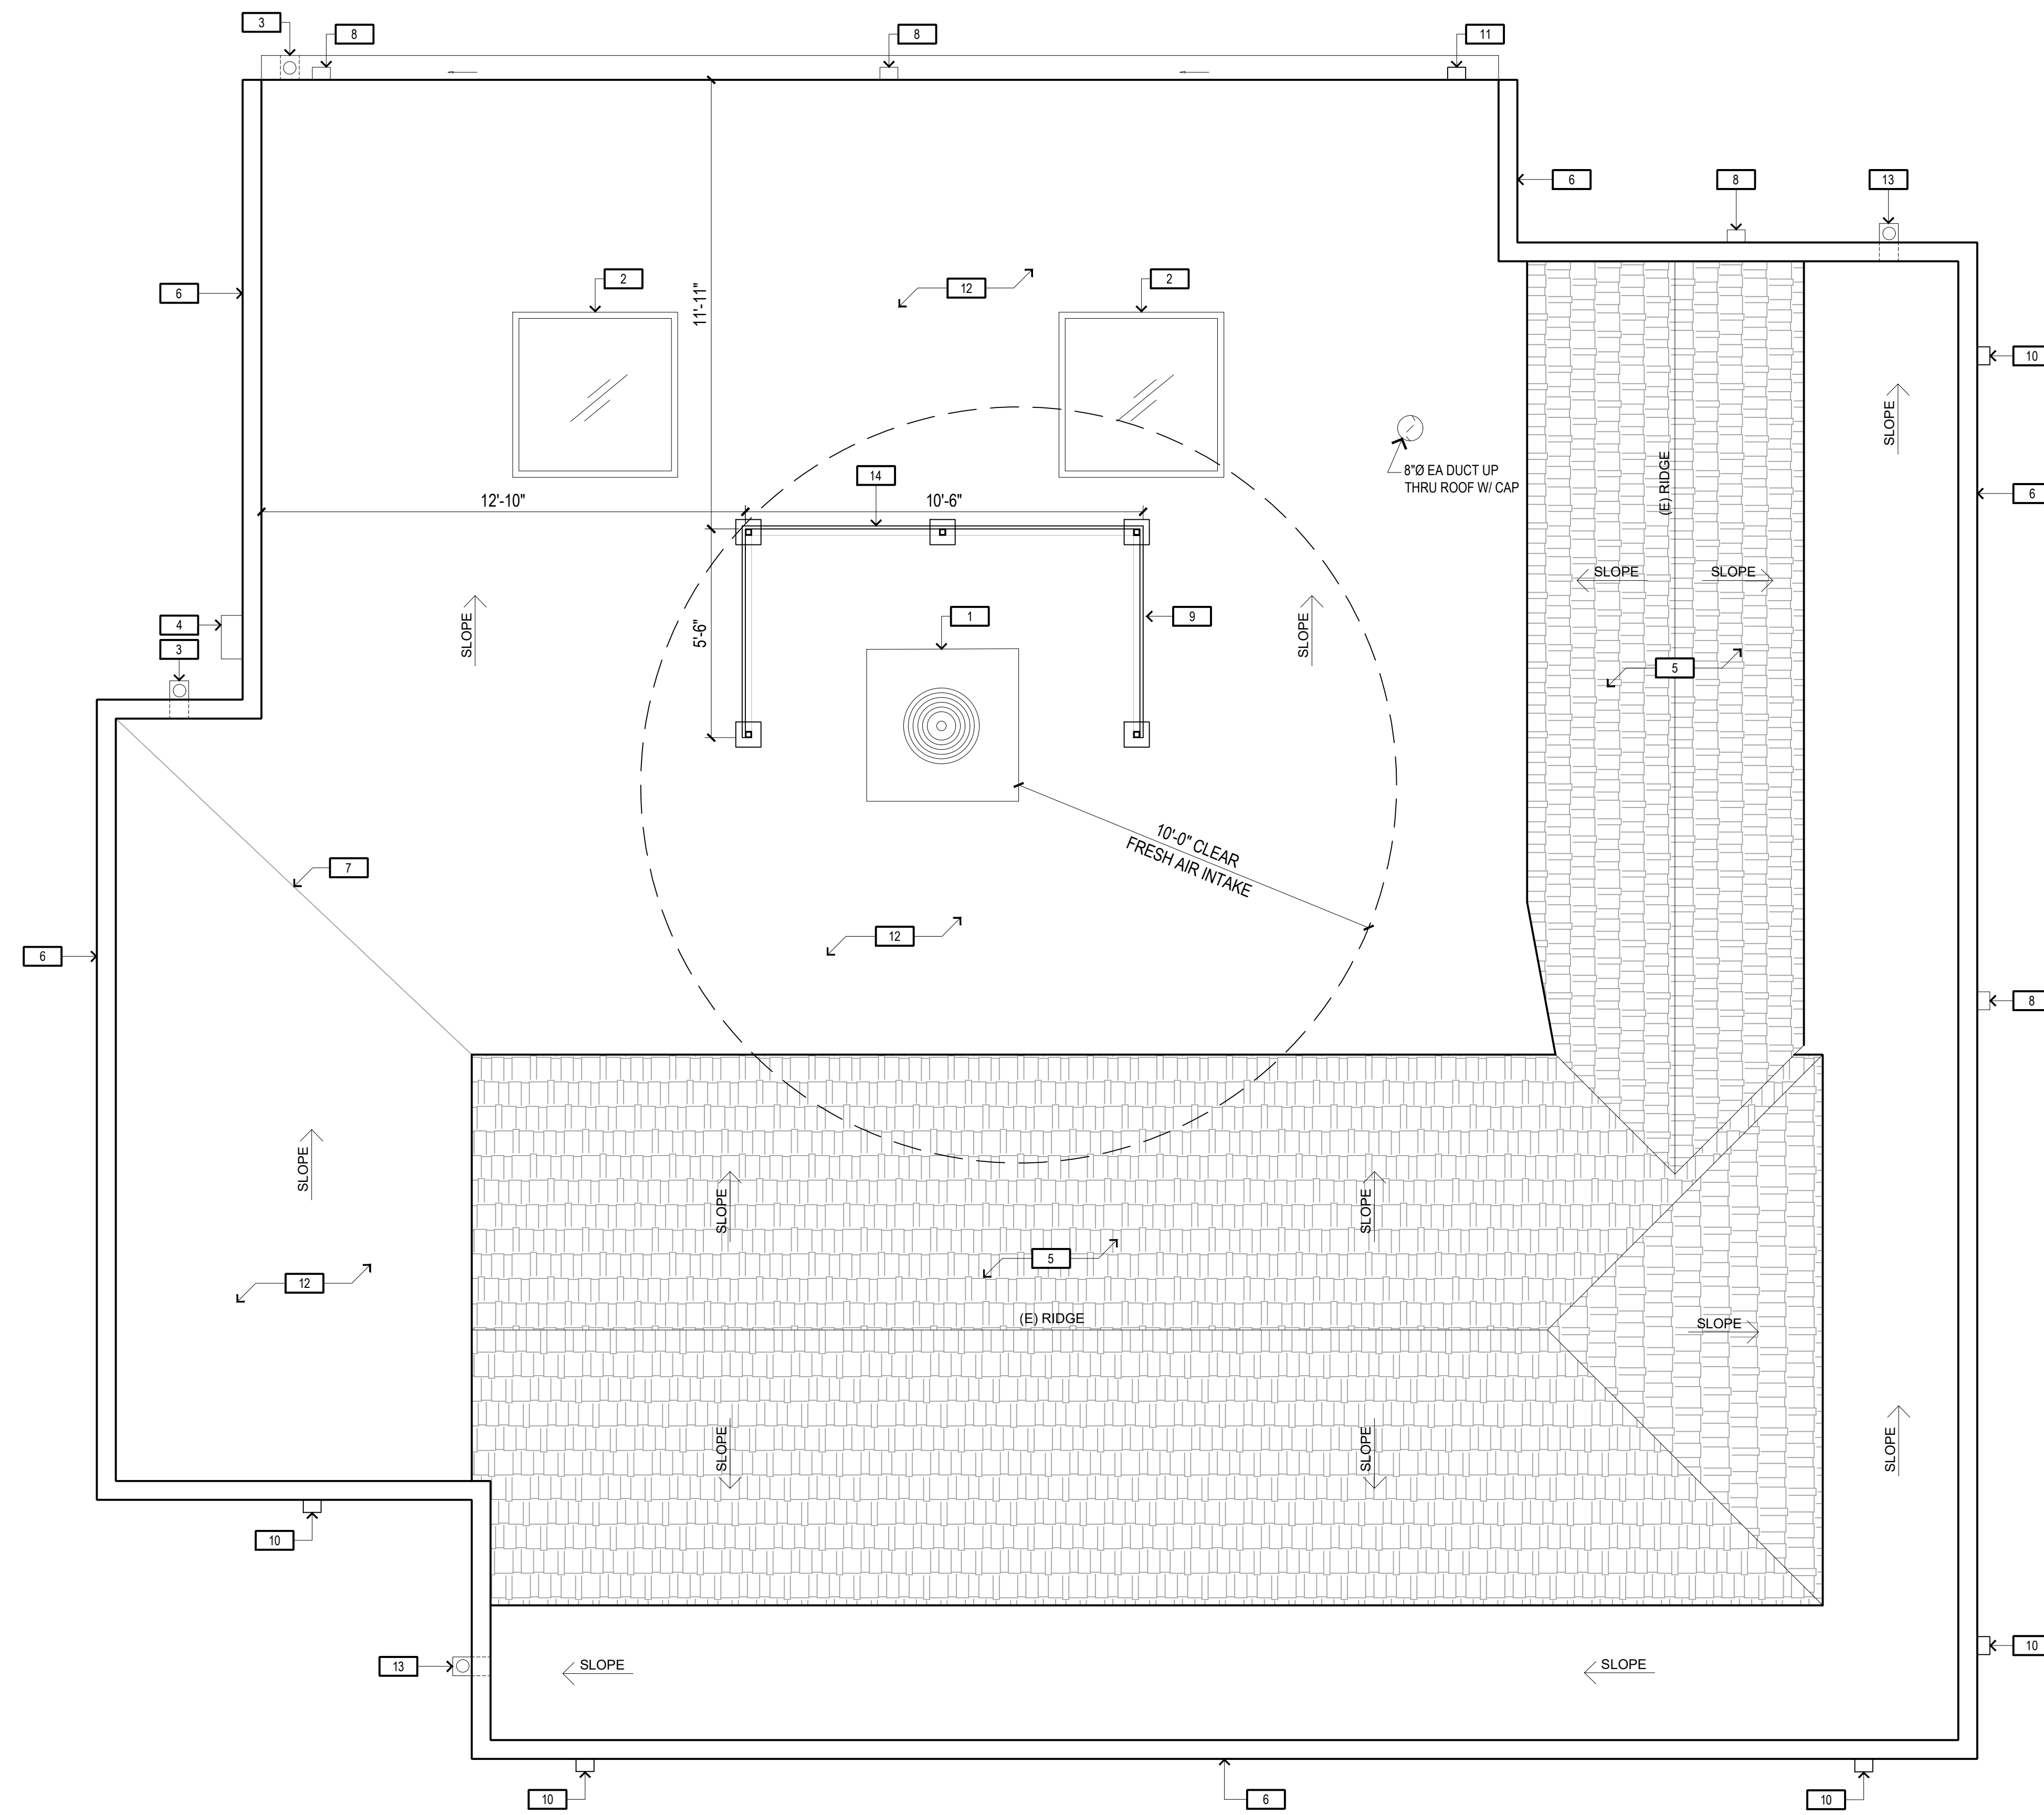 3
8
8
11
6
8
13
2
12
2
6
11'-11"
10
8"Ø EA DUCT UP
THRU ROOF W/ CAP
SLOPE
(E) RIDGE
14
12'-10"
10'-6"
6
SLOPE
SLOPE
4
3
5'-6"
1
9
SLOPE
SLOPE
5
10'-0" CLEAR
FRESH AIR INTAKE
7
12
6
8
SLOPE
SLOPE
SLOPE
12
5
(E) RIDGE
SLOPE
SLOPE
SLOPE
SLOPE
10
13
SLOPE
SLOPE
10
10
6
10